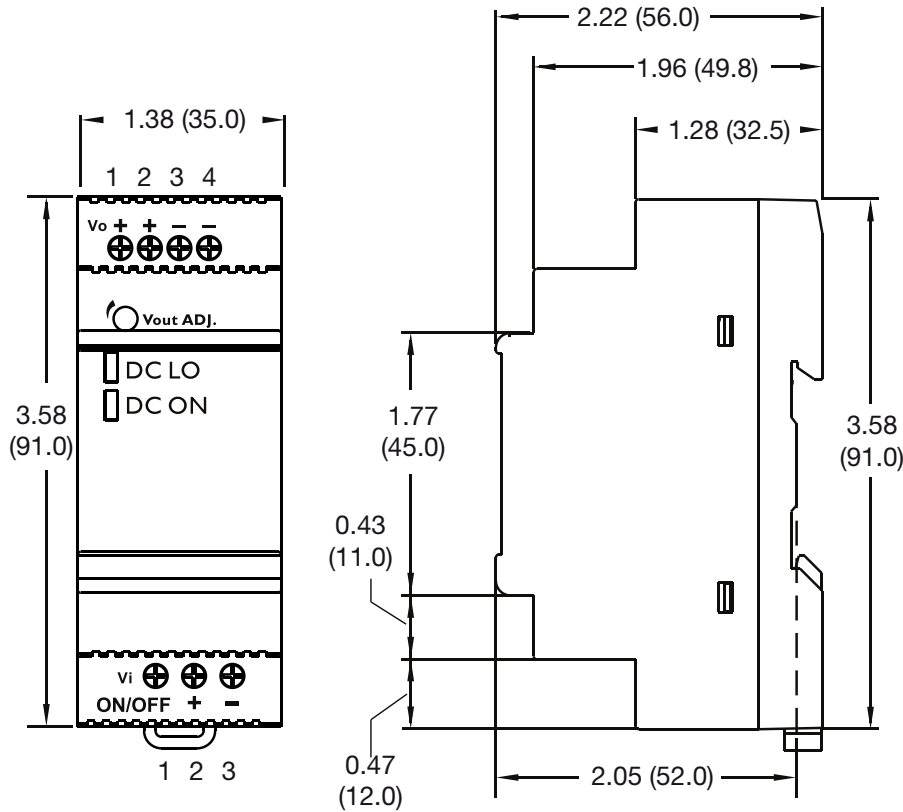 2.22 (56.0)
1.96 (49.8)
1.38 (35.0)
1.28 (32.5)
1 2 3 4
Vo + + – –
Vout ADJ.
DC LO
DC ON
3.58
(91.0)
1.77
(45.0)
3.58
(91.0)
0.43
(11.0)
Vi
ON/OFF + –
1 2 3
0.47
(12.0)
2.05 (52.0)